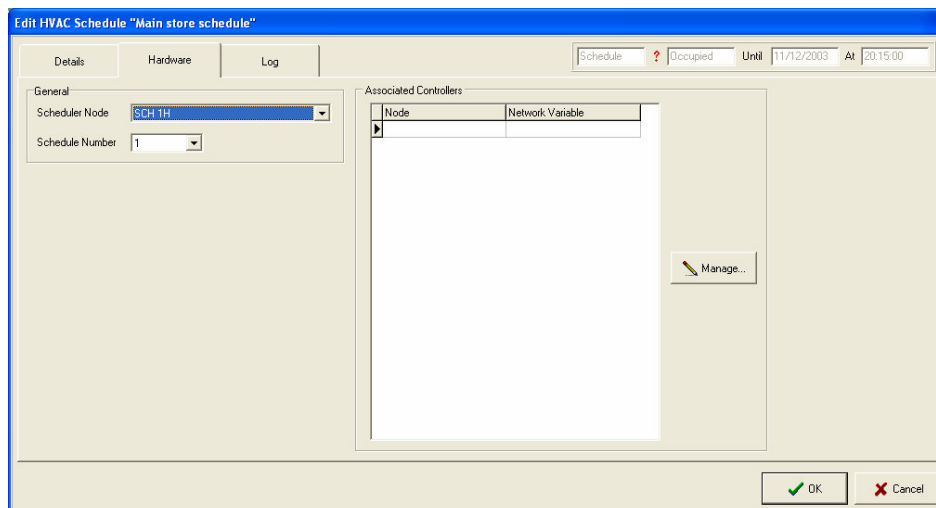 Edit HVAC Schedule "Main store schedule"
Details Hardware Log Schedule ? Occupied Until 11/12/2003 At 20:15:00
General
Scheduler Node SCH 1H
Schedule Number 1
Associated Controllers
Node Network Variable
Manage...
OK Cancel